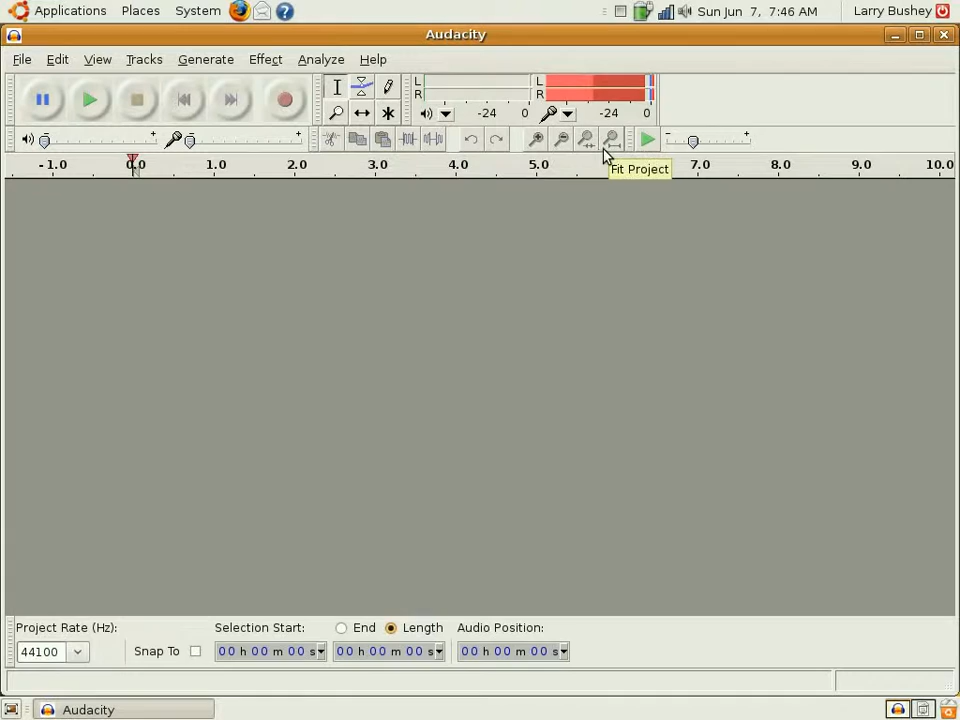 Applications Places System ? Sun Jun 7, 7:46 AM Larry Bushey
Audacity
File Edit View Tracks Generate Effect Analyze Help
L L
R R
-24 0 -24 0
- + - + - +
- 1.0 0.0 1.0 2.0 3.0 4.0 5.0 7.0 8.0 9.0 10.0
Fit Project
Project Rate (Hz): Selection Start: End Length Audio Position:
44100 Snap To 00 h 00 m 00 s 00 h 00 m 00 s 00 h 00 m 00 s
Audacity